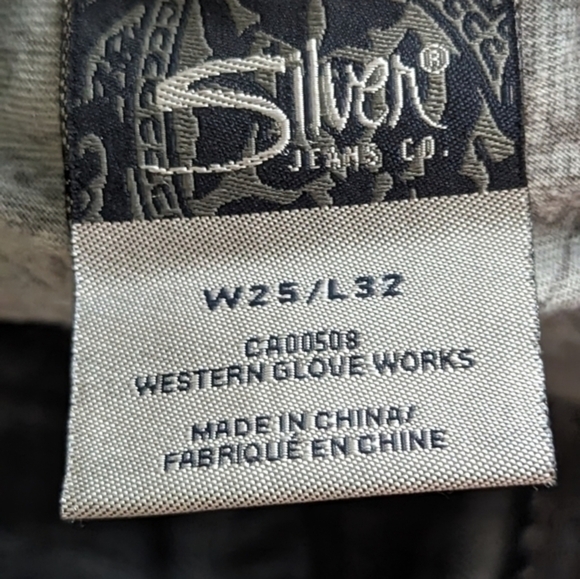 Silver®
JEANS CO.
W25/L32
CA00508
WESTERN GLOVE WORKS
MADE IN CHINA/
FABRIQUÉ EN CHINE